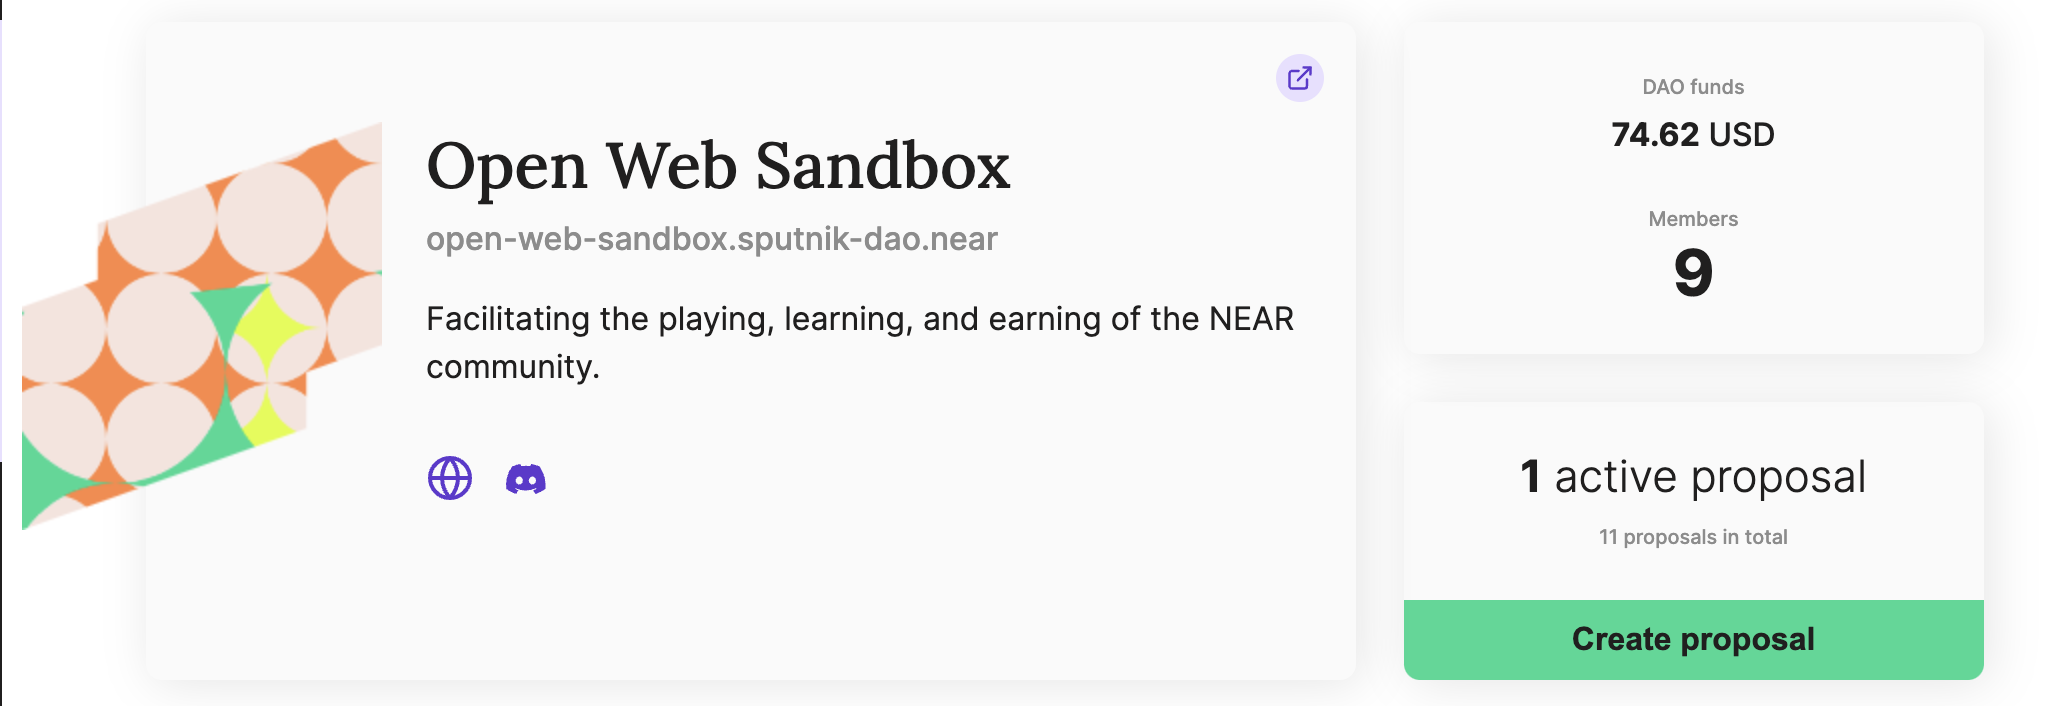 Open Web Sandbox
open-web-sandbox.sputnik-dao.near
Facilitating the playing, learning, and earning of the NEAR
community.
DAO funds
74.62 USD
Members
9
1 active proposal
11 proposals in total
Create proposal